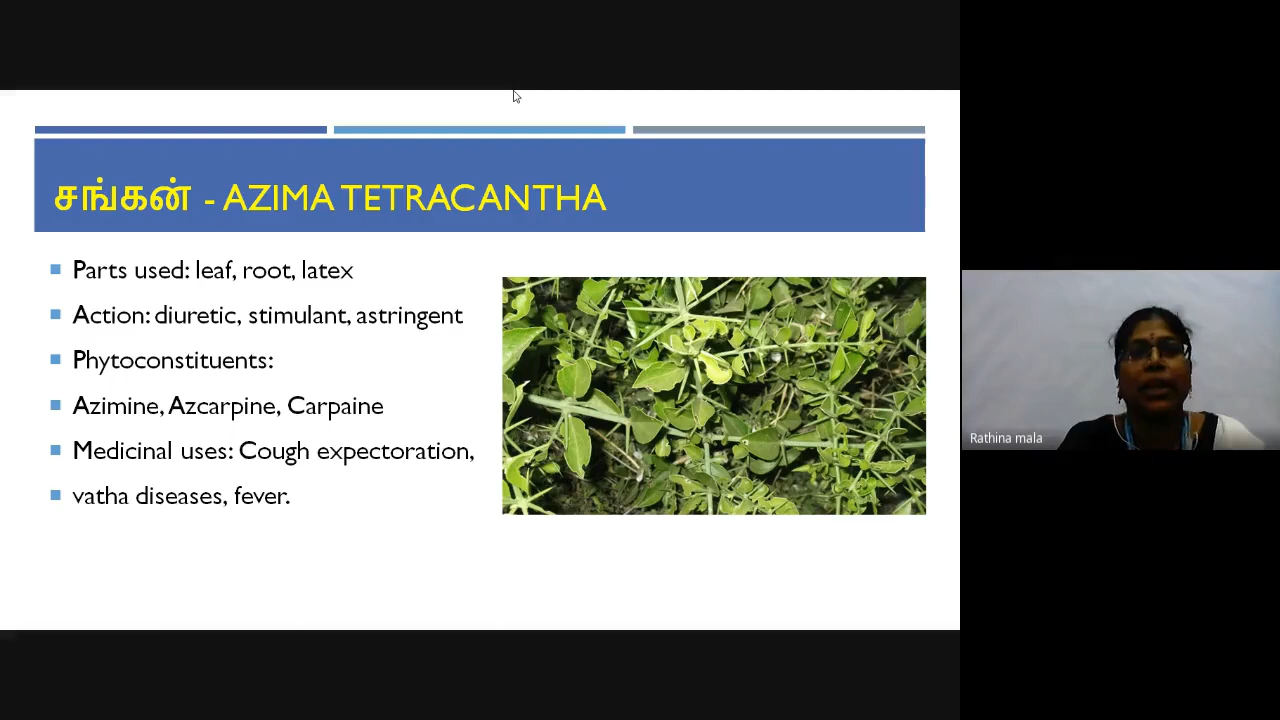 சங்கன் - AZIMA TETRACANTHA
Parts used: leaf, root, latex
Action: diuretic, stimulant, astringent
Phytoconstituents:
Azimine, Azcarpine, Carpaine
Medicinal uses: Cough expectoration,
vatha diseases, fever.
Rathina mala